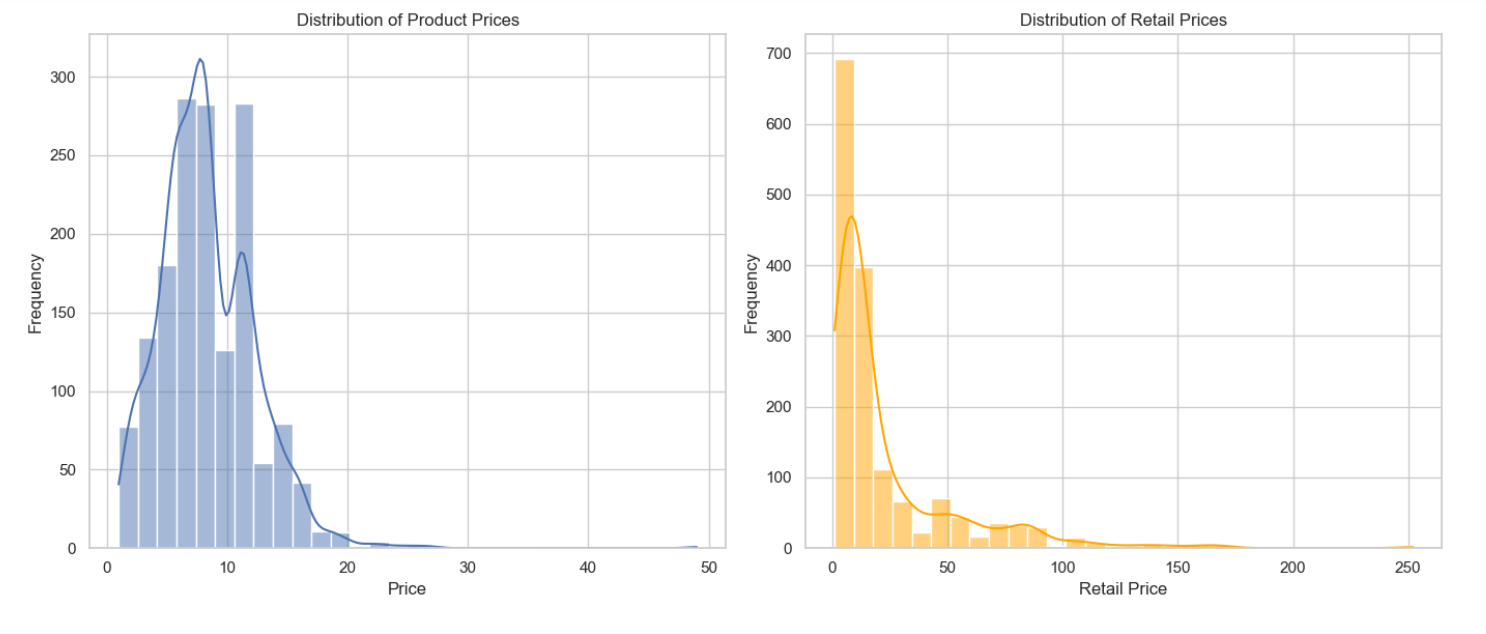 Distribution of Product Prices
300
250
200
150
100
50
0
Frequency
0 10 20 30 40 50
Price
Distribution of Retail Prices
700
600
500
400
300
200
100
0
Frequency
0 50 100 150 200 250
Retail Price